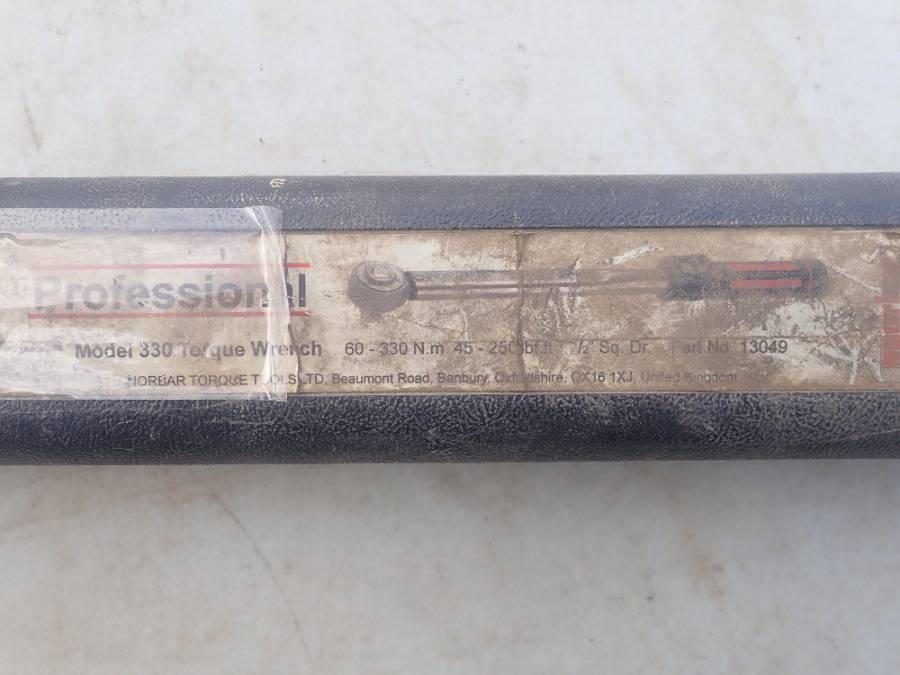 Professional
Model 330 Torque Wrench 60 - 330 N.m 45 - 250 lbf.ft ½" Sq. Dr. Part No. 13049
NORBAR TORQUE TOOLS LTD, Beaumont Road, Banbury, Oxfordshire, OX16 1XJ, United Kingdom